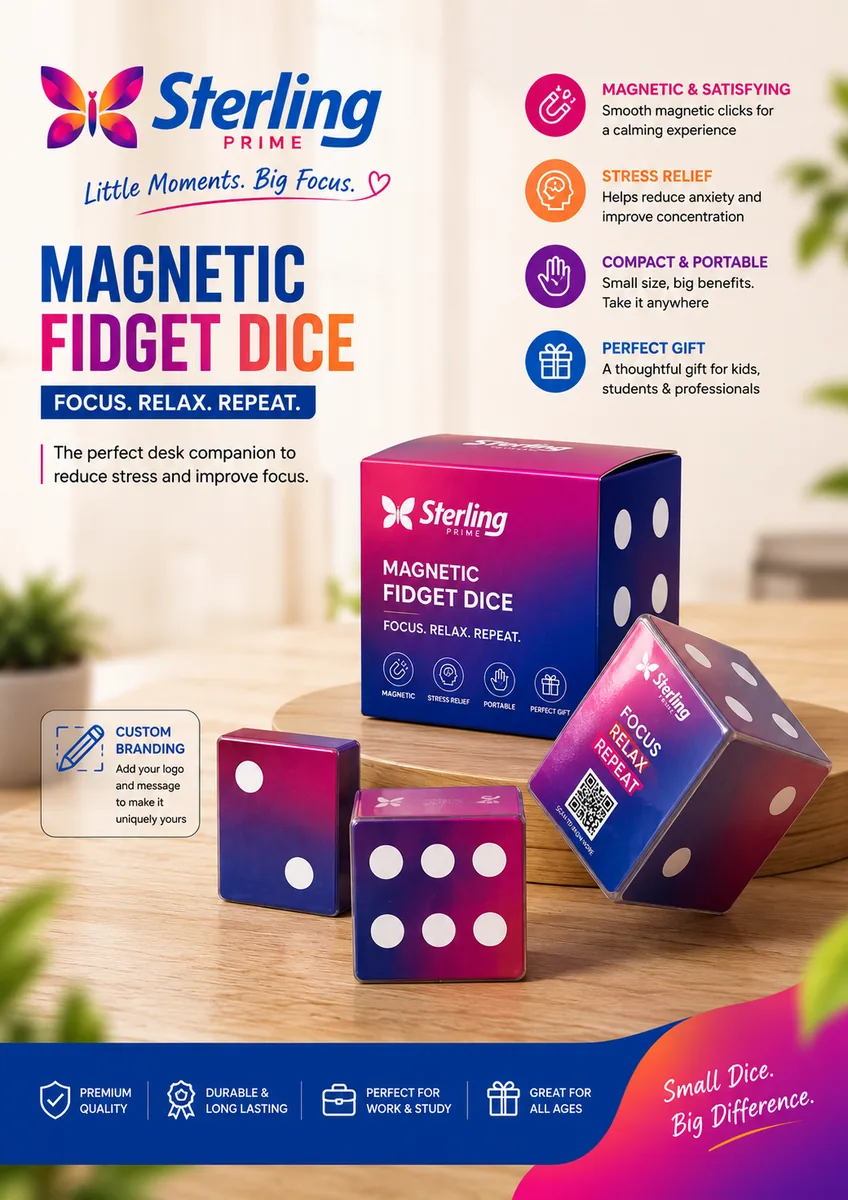 Sterling
PRIME
Little Moments. Big Focus.
MAGNETIC
FIDGET DICE
FOCUS. RELAX. REPEAT.
The perfect desk companion to
reduce stress and improve focus.
MAGNETIC & SATISFYING
Smooth magnetic clicks for
a calming experience
STRESS RELIEF
Helps reduce anxiety and
improve concentration
COMPACT & PORTABLE
Small size, big benefits.
Take it anywhere
PERFECT GIFT
A thoughtful gift for kids,
students & professionals
Sterling
Sterling
PRIME
MAGNETIC
FIDGET DICE
FOCUS. RELAX. REPEAT.
MAGNETIC
STRESS RELIEF
PORTABLE
PERFECT GIFT
Sterling
PRIME
FOCUS
RELAX
REPEAT
SCAN TO KNOW MORE
CUSTOM
BRANDING
Add your logo
and message
to make it
uniquely yours
PREMIUM
QUALITY
DURABLE &
LONG LASTING
PERFECT FOR
WORK & STUDY
GREAT FOR
ALL AGES
Small Dice.
Big Difference.